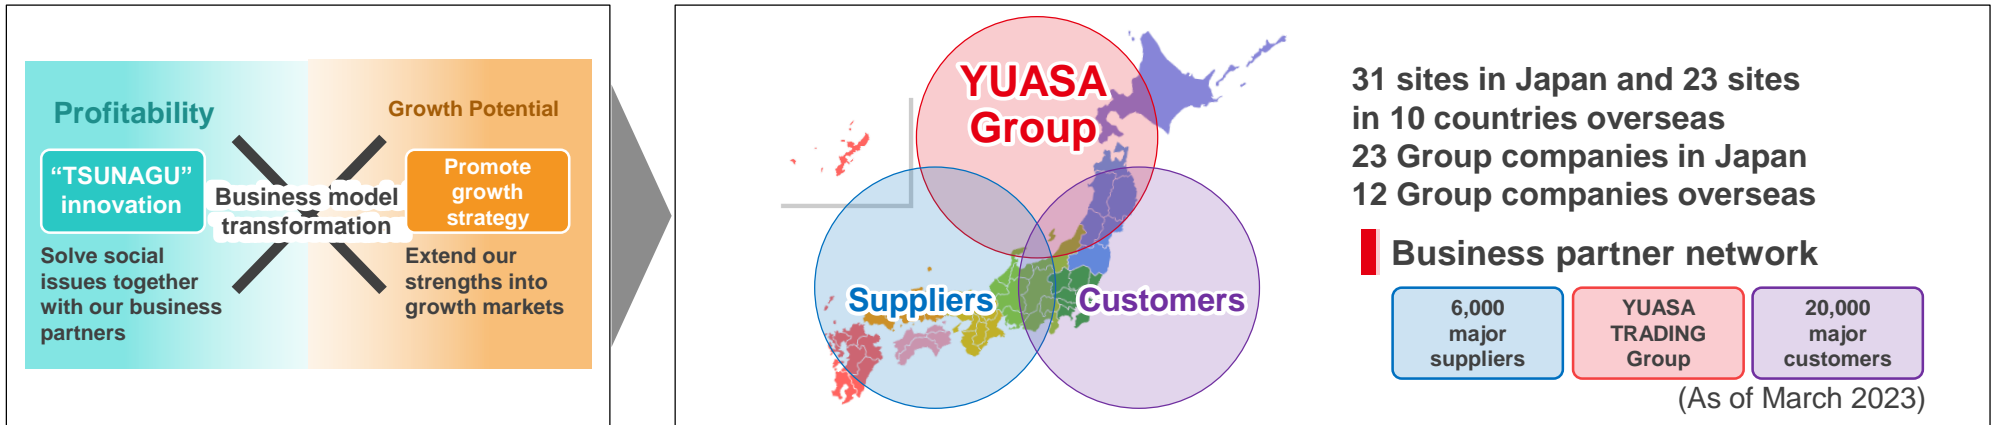 Profitability
Growth Potential
“TSUNAGU”
innovation
Business model
transformation
Promote
growth
strategy
Solve social
issues together
with our business
partners
Extend our
strengths into
growth markets
YUASA
Group
Suppliers
Customers
31 sites in Japan and 23 sites
in 10 countries overseas
23 Group companies in Japan
12 Group companies overseas
Business partner network
6,000
major
suppliers
YUASA
TRADING
Group
20,000
major
customers
(As of March 2023)